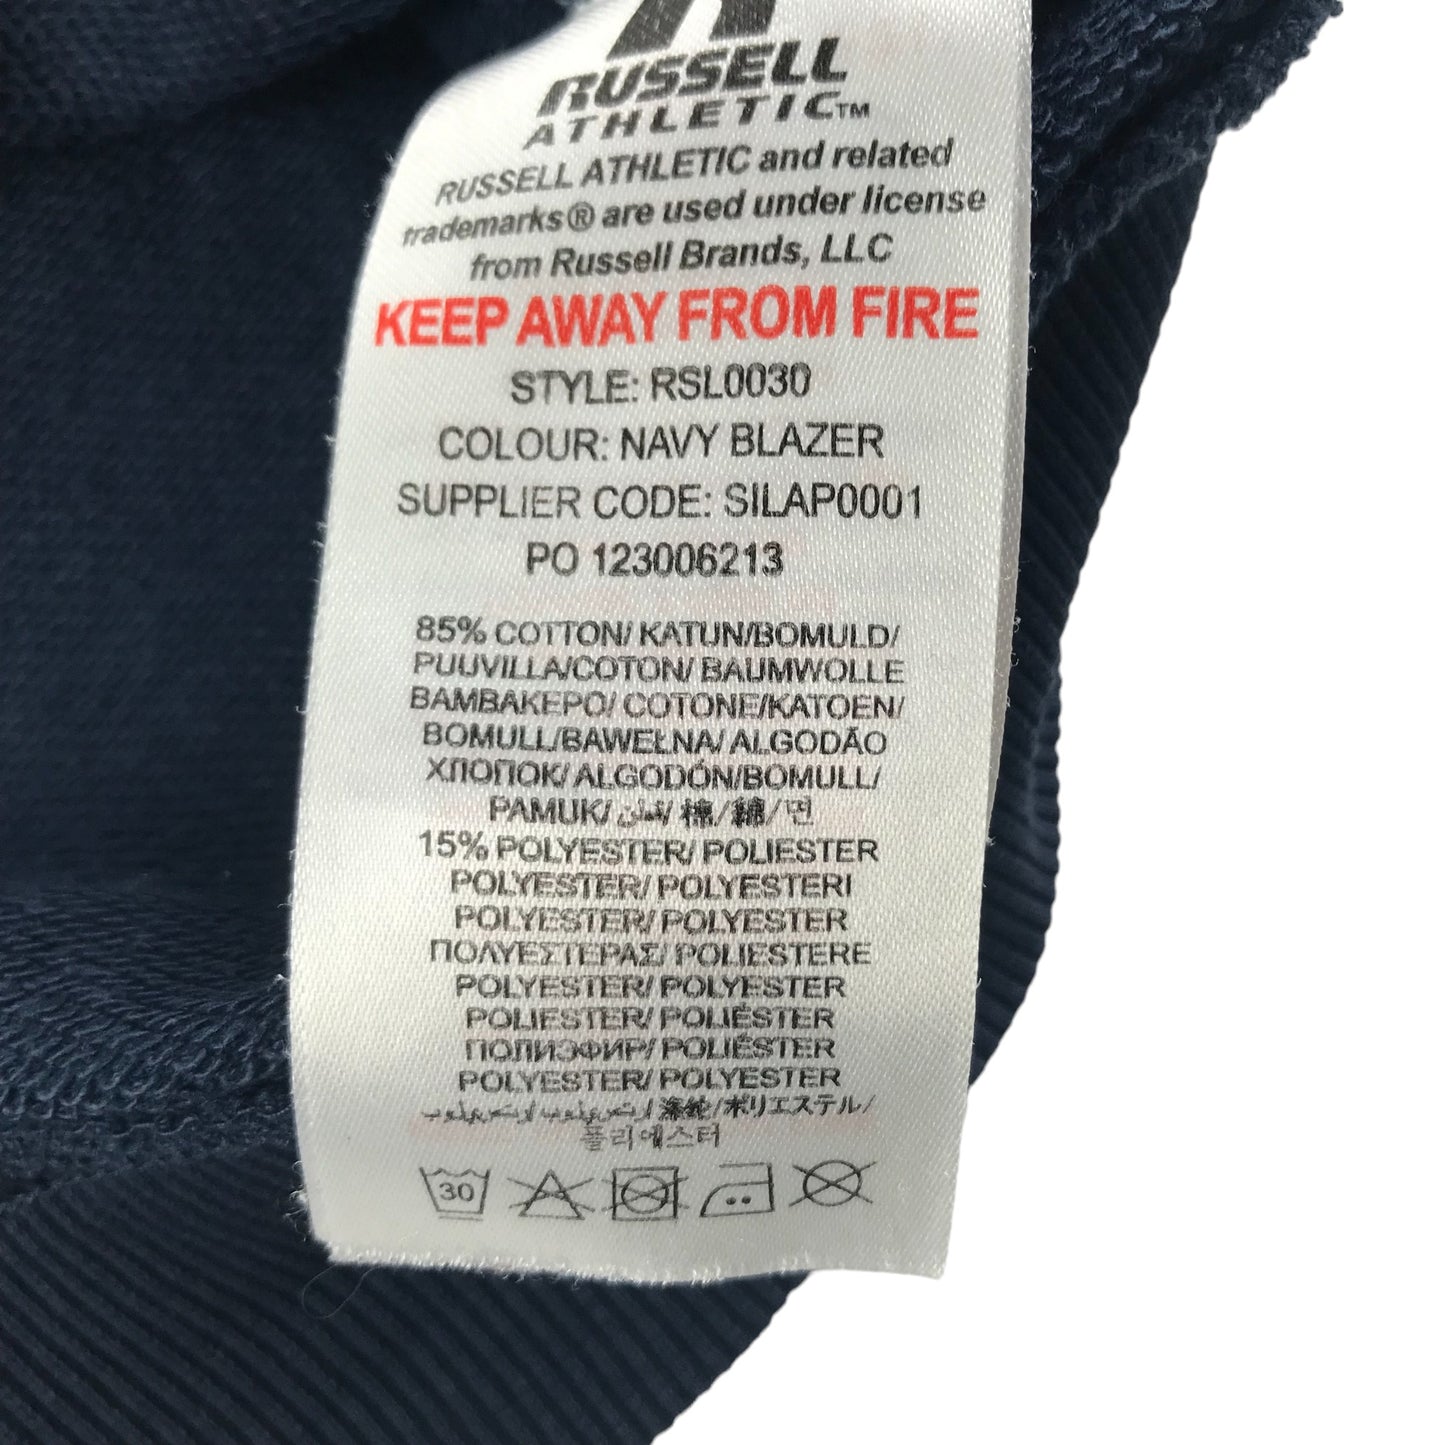 RUSSELL
ATHLETIC™
RUSSELL ATHLETIC and related
trademarks® are used under license
from Russell Brands, LLC
KEEP AWAY FROM FIRE
STYLE: RSL0030
COLOUR: NAVY BLAZER
SUPPLIER CODE: SILAP0001
PO 123006213
85% COTTON/ KATUN/BOMULD/
PUUVILLA/COTON/ BAUMWOLLE
BAMBAKEPO/ COTONE/KATOEN/
BOMULL/BAWEŁNA/ ALGODÃO
ХЛОПОК/ ALGODÓN/BOMULL/
PAMUK/ 棉/綿/면
15% POLYESTER/ POLIESTER
POLYESTER/ POLYESTERI
POLYESTER/ POLYESTER
ΠΟΛΥΕΣΤΕΡΑΣ/ POLIESTERE
POLYESTER/ POLYESTER
POLIESTER/ POLIÉSTER
ПОЛИЭФИР/ POLIÉSTER
POLYESTER/ POLYESTER
/ポリエステル/
폴리에스터
30